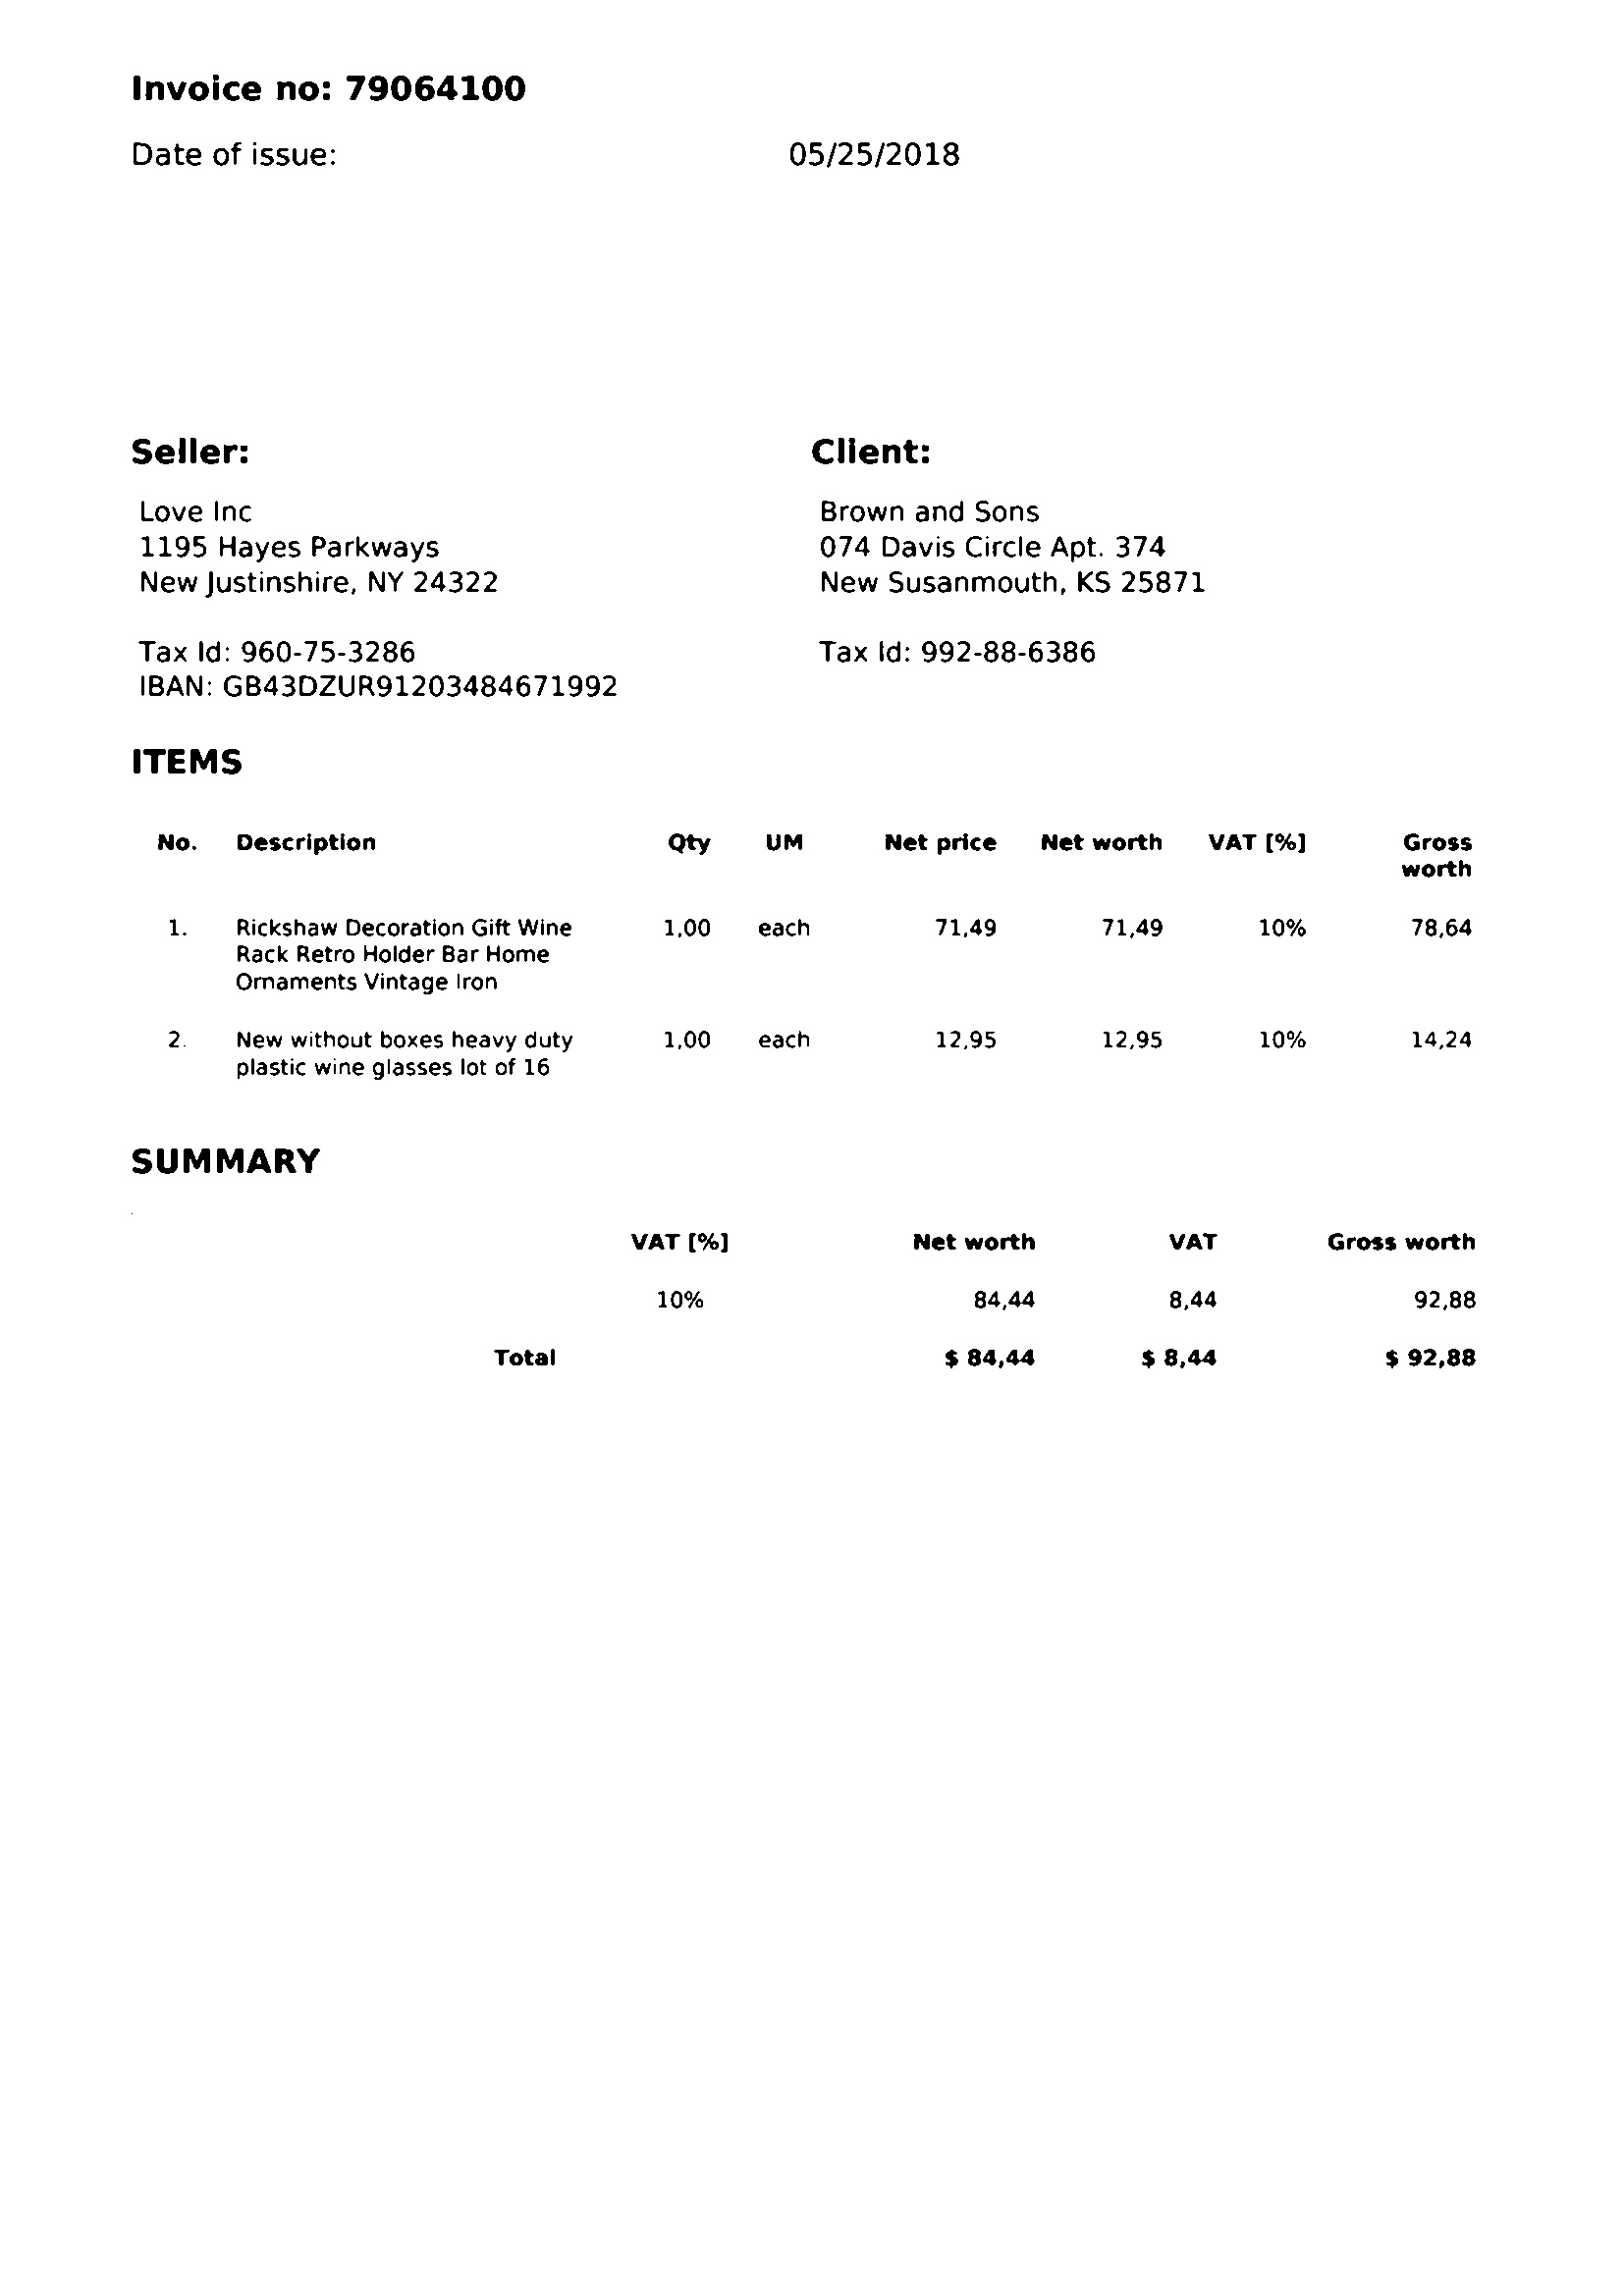 Invoice no: 79064100
Date of issue: 05/25/2018
Seller:
Love Inc
1195 Hayes Parkways
New Justinshire, NY 24322
Tax Id: 960-75-3286
IBAN: GB43DZUR91203484671992
Client:
Brown and Sons
074 Davis Circle Apt. 374
New Susanmouth, KS 25871
Tax Id: 992-88-6386
ITEMS
No. Description Qty UM Net price Net worth VAT [%] Gross
worth
1. Rickshaw Decoration Gift Wine 1,00 each 71,49 71,49 10% 78,64
Rack Retro Holder Bar Home
Ornaments Vintage Iron
2. New without boxes heavy duty 1,00 each 12,95 12,95 10% 14,24
plastic wine glasses lot of 16
SUMMARY
VAT [%] Net worth VAT Gross worth
10% 84,44 8,44 92,88
Total $ 84,44 $ 8,44 $ 92,88